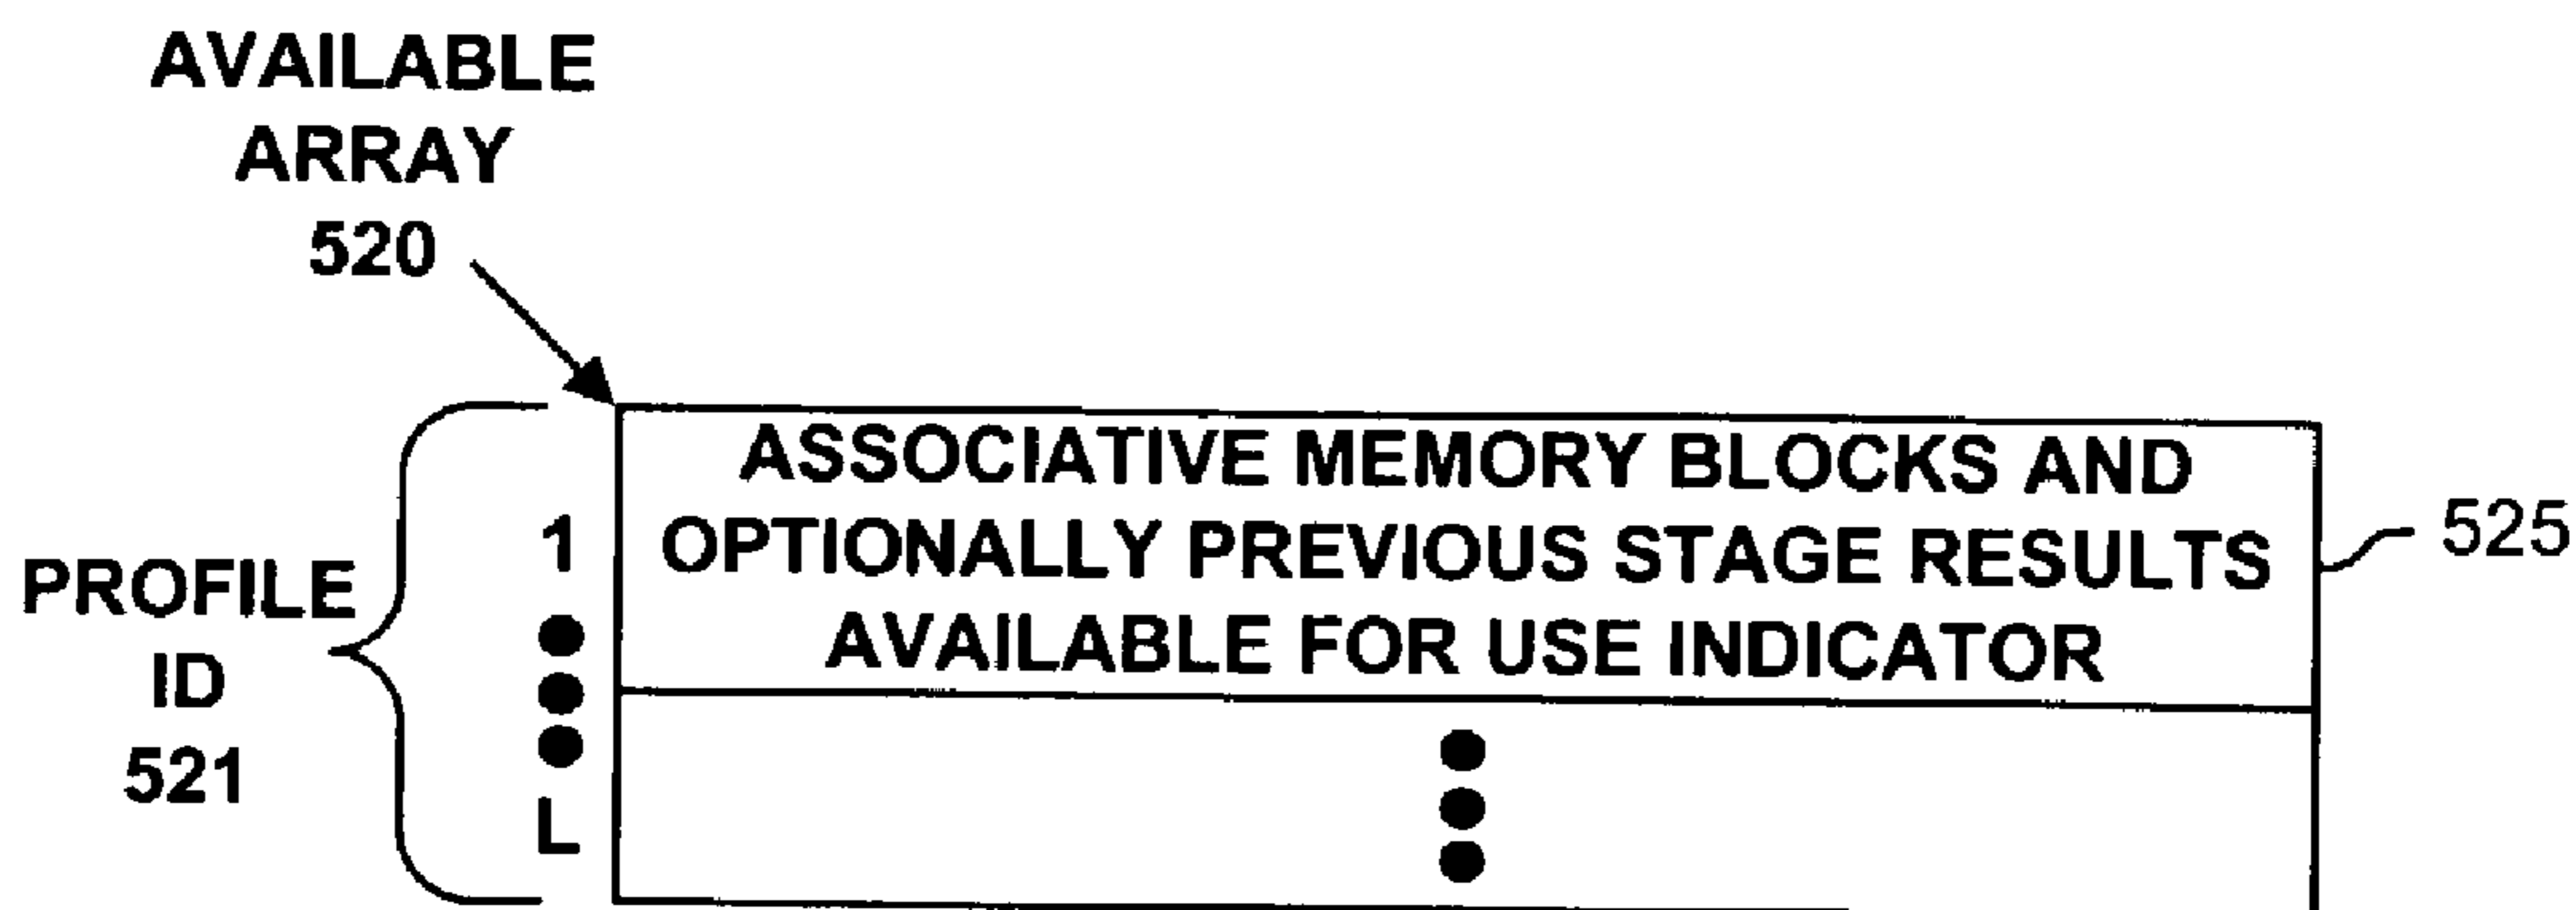 AVAILABLE
ARRAY
520
ASSOCIATIVE MEMORY BLOCKS AND
OPTIONALLY PREVIOUS STAGE RESULTS
AVAILABLE FOR USE INDICATOR
525
PROFILE
ID
521
1
L